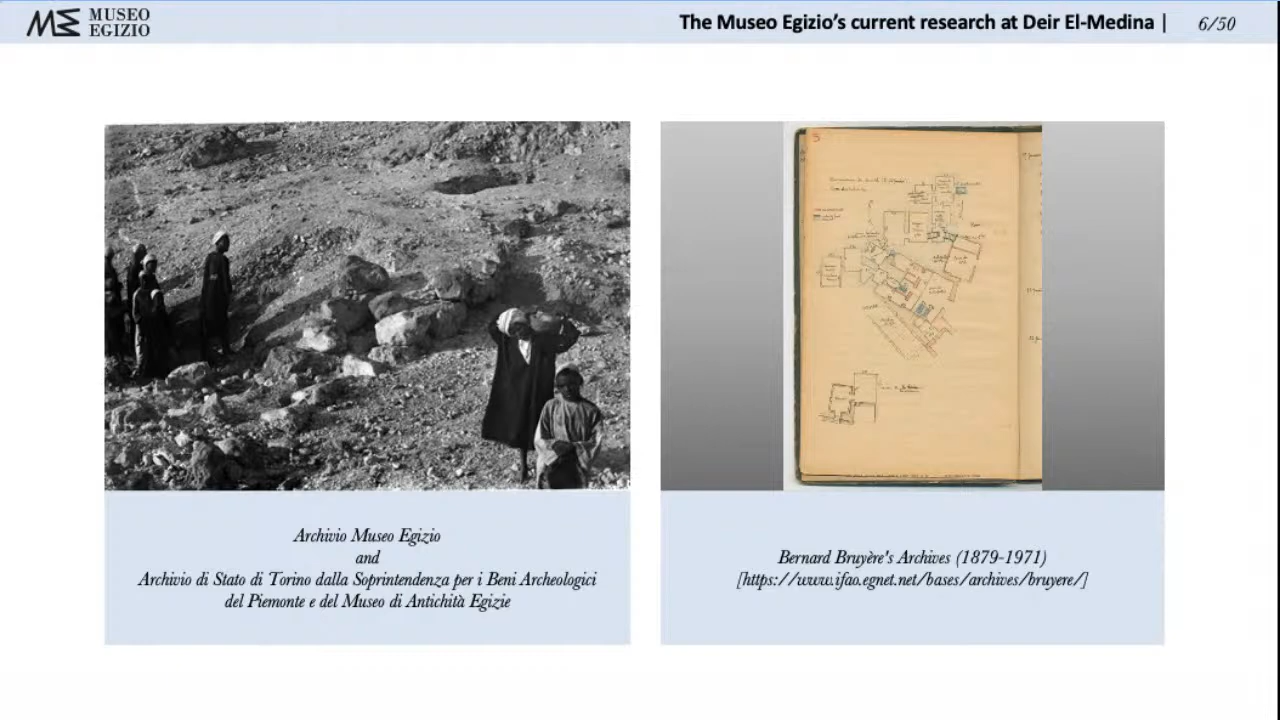 MUSEO
EGIZIO
The Museo Egizio's current research at Deir El-Medina |
6/50
5
Archivio Museo Egizio
and
Archivio di Stato di Torino dalla Soprintendenza per i Beni Archeologici
del Piemonte e del Museo di Antichità Egizie
Bernard Bruyère's Archives (1879-1971)
[https://www.ifao.egnet.net/bases/archives/bruyere/]